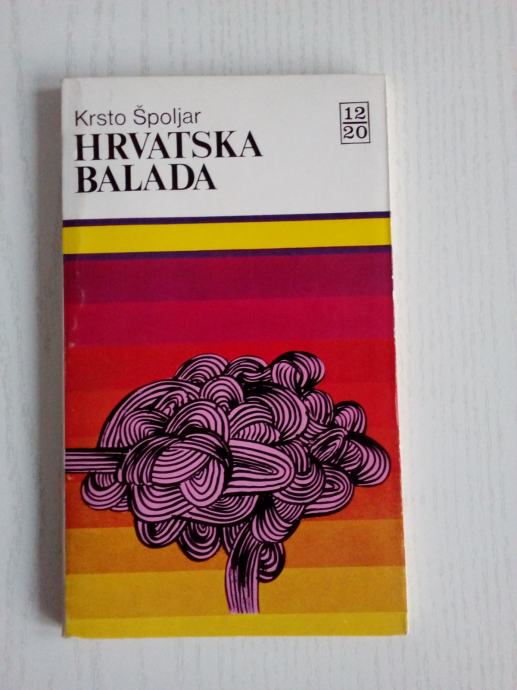 Krsto Špoljar
HRVATSKA
BALADA
12
20